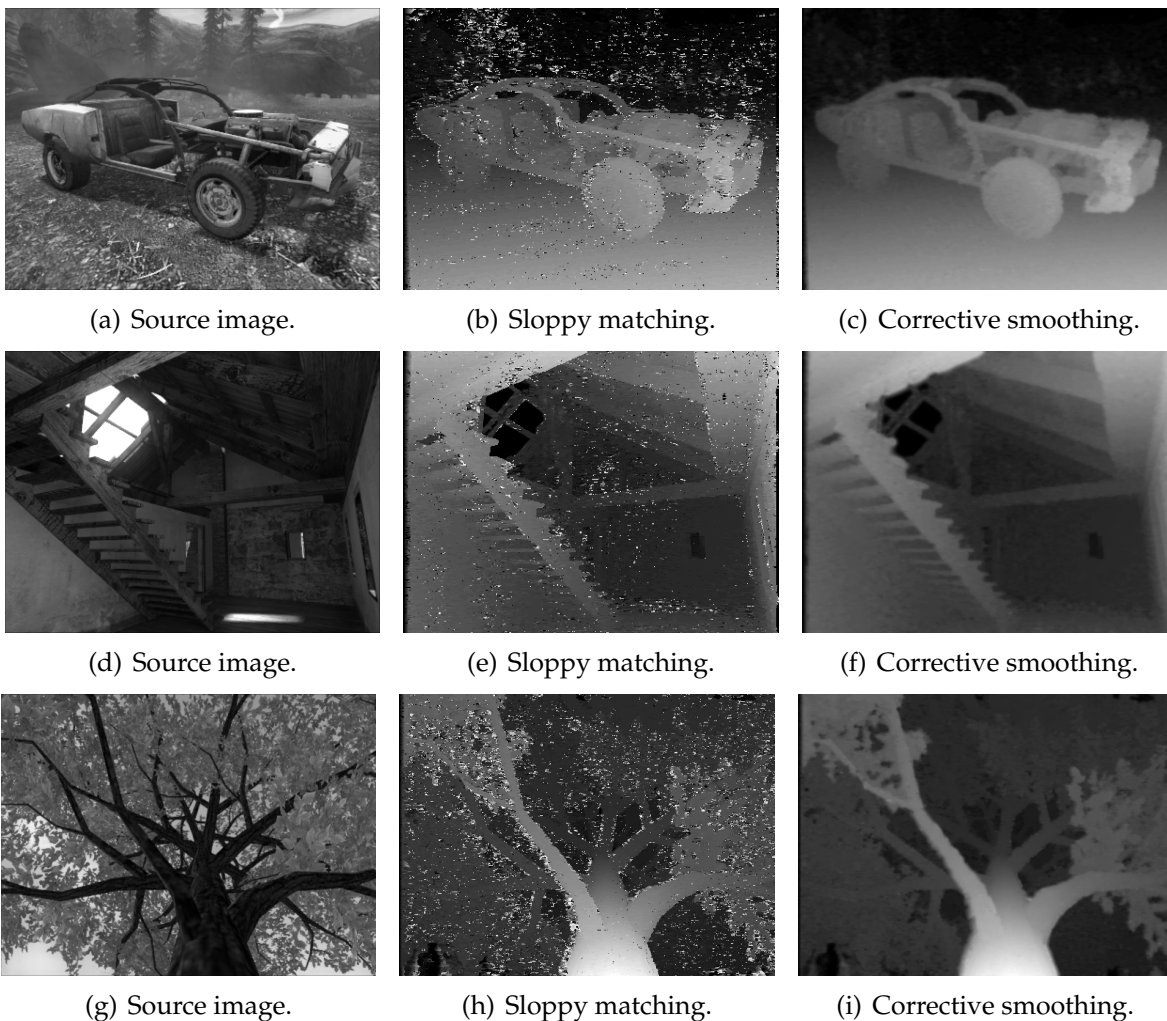 (a) Source image.
(b) Sloppy matching.
(c) Corrective smoothing.
(d) Source image.
(e) Sloppy matching.
(f) Corrective smoothing.
(g) Source image.
(h) Sloppy matching.
(i) Corrective smoothing.